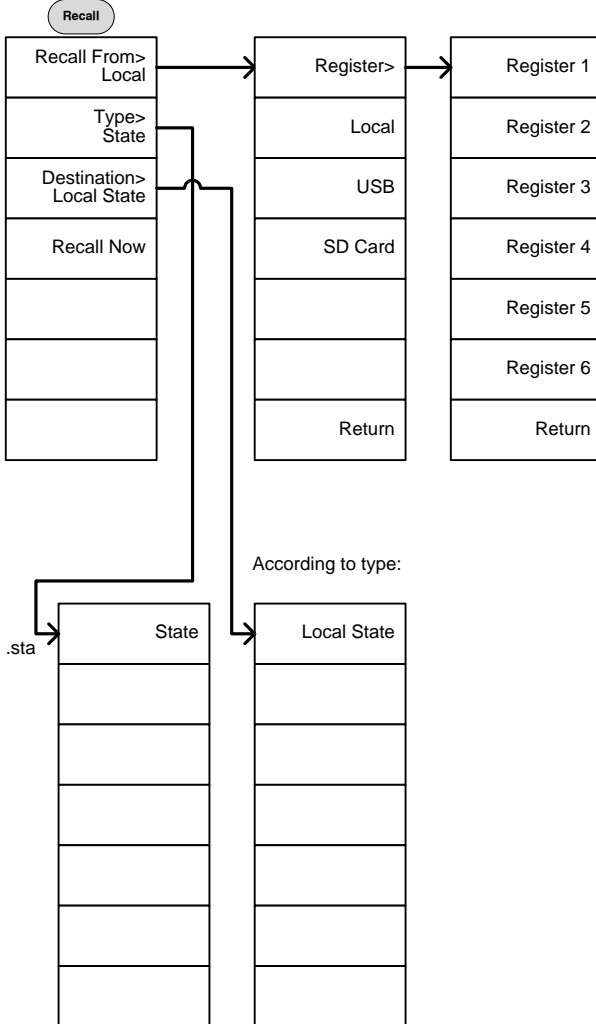 Recall
Recall From>
Local
Type>
State
Destination>
Local State
Recall Now
Register>
Local
USB
SD Card
Return
Register 1
Register 2
Register 3
Register 4
Register 5
Register 6
Return
According to type:
.sta
State
Local State